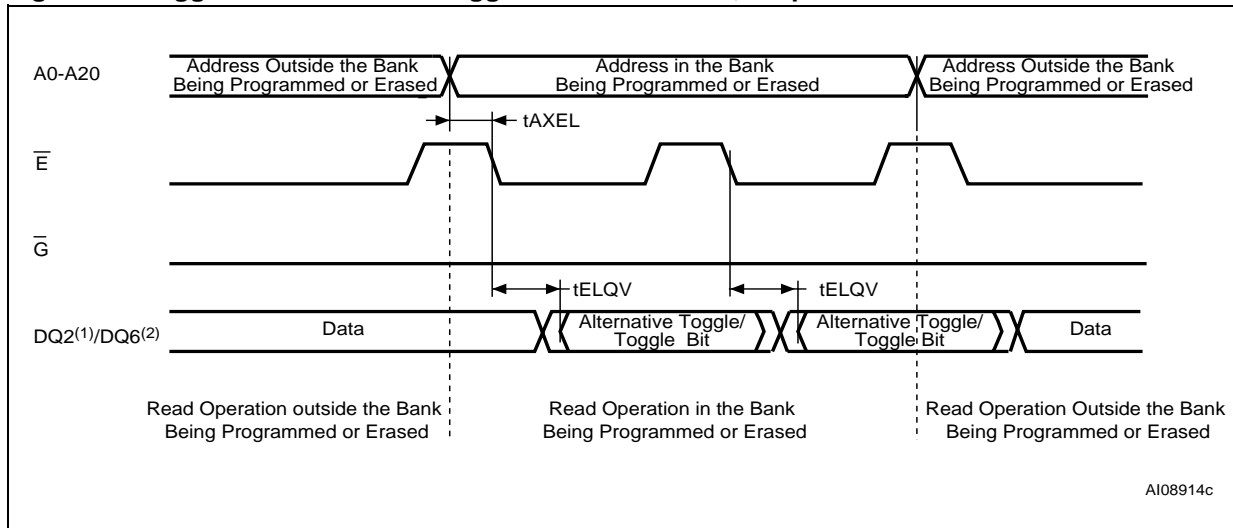 A0-A20
Address Outside the Bank
Being Programmed or Erased
Address in the Bank
Being Programmed or Erased
Address Outside the Bank
Being Programmed or Erased
tAXEL
E
G
tELQV
tELQV
DQ2(1)/DQ6(2)
Data
Alternative Toggle/
Toggle Bit
Alternative Toggle/
Toggle Bit
Data
Read Operation outside the Bank
Being Programmed or Erased
Read Operation in the Bank
Being Programmed or Erased
Read Operation Outside the Bank
Being Programmed or Erased
AI08914c